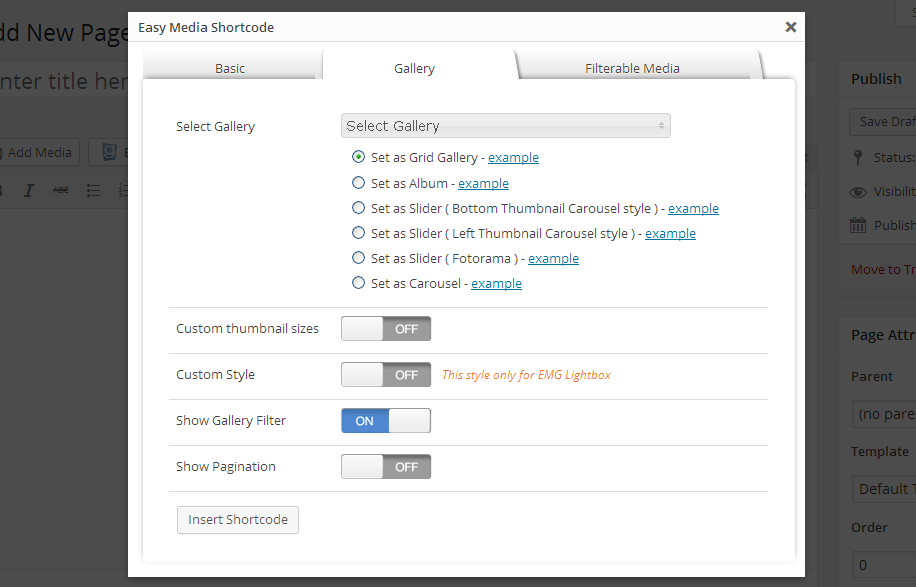 Easy Media Shortcode
Basic
Gallery
Filterable Media
Select Gallery
Select Gallery
Set as Grid Gallery - example
Set as Album - example
Set as Slider ( Bottom Thumbnail Carousel style ) - example
Set as Slider ( Left Thumbnail Carousel style ) - example
Set as Slider ( Fotorama ) - example
Set as Carousel - example
Custom thumbnail sizes
OFF
Custom Style
OFF
This style only for EMG Lightbox
Show Gallery Filter
ON
Show Pagination
OFF
Insert Shortcode
dd New Page
nter title her
Add Media
ABC
Publish
Save Draf
Status:
Visibilit
Publish
Move to Tr
Page Attr
Parent
(no pare
Template
Default T
Order
0